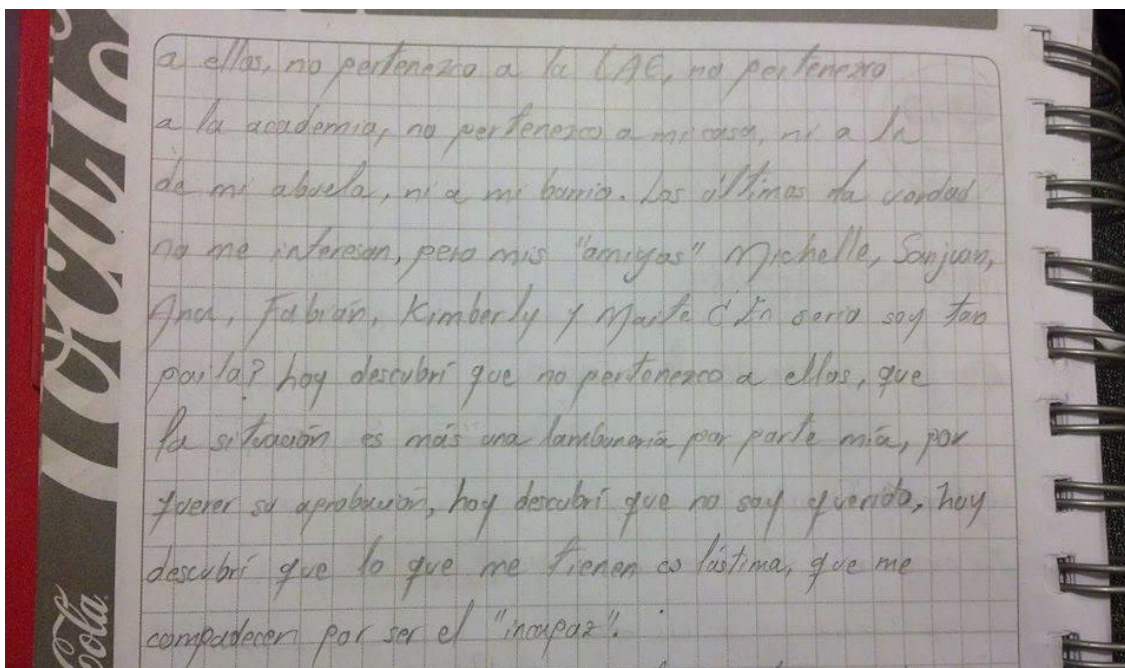 a ellos, no pertenezco a la LAE, no pertenezco
a la academia, no pertenezco a mi casa, ni a la
de mi abuela, ni a mi barrio. Los últimos la verdad
no me interesan, pero mis "amigos" Michelle, Sanjuan,
Ana, Fabián, Kimberly y Maite ¿En serio soy tan
paila? hoy descubrí que no pertenezco a ellos, que
la situación es más una lambonería por parte mía, por
querer su aprobación, hoy descubrí que no soy querido, hoy
descubrí que lo que me tienen es lástima, que me
compadecen por ser el "incapaz".
Cola